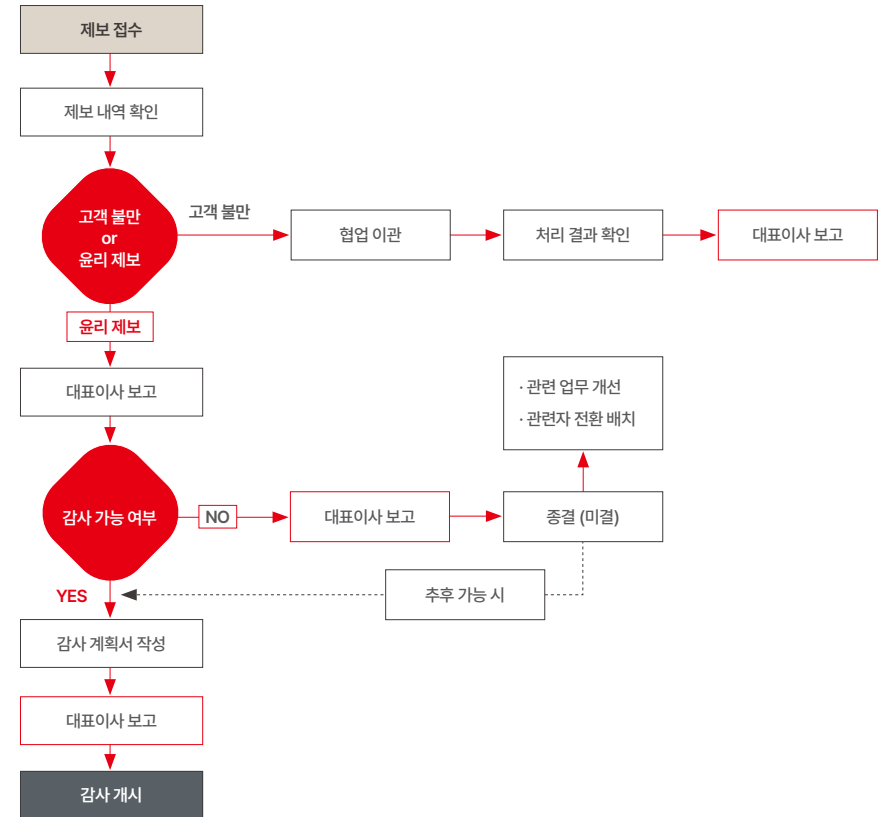 제보 접수
제보 내역 확인
고객 불만
or
윤리 제보
고객 불만
협업 이관
처리 결과 확인
대표이사 보고
윤리 제보
대표이사 보고
· 관련 업무 개선
· 관련자 전환 배치
감사 가능 여부
NO
대표이사 보고
종결 (미결)
추후 가능 시
YES
감사 계획서 작성
대표이사 보고
감사 개시